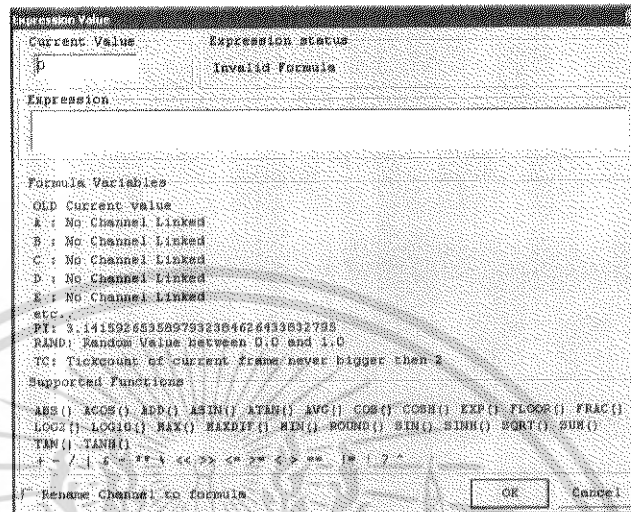 Expression Value
Current Value
Expression status
0
Invalid Formula
Expression
Formula Variables
OLD Current value
A : No Channel Linked
B : No Channel Linked
C : No Channel Linked
D : No Channel Linked
E : No Channel Linked
etc..
PI: 3.1415926535897932384626433832795
RAND: Random Value between 0.0 and 1.0
TC: Tickcount of current frame never bigger then 2
Supported Functions
ABS() ACOS() ADD() ASIN() ATAN() AVG() COS() COSH() EXP() FLOOR() FRAC()
LOG2() LOG10() MAX() MAXDIF() MIN() ROUND() SIN() SINH() SQRT() SUM()
TAN() TANH()
+ - / | & ~ ** % << >> <= >= < > == != ! ? ^
Rename Channel to formula
OK
Cancel